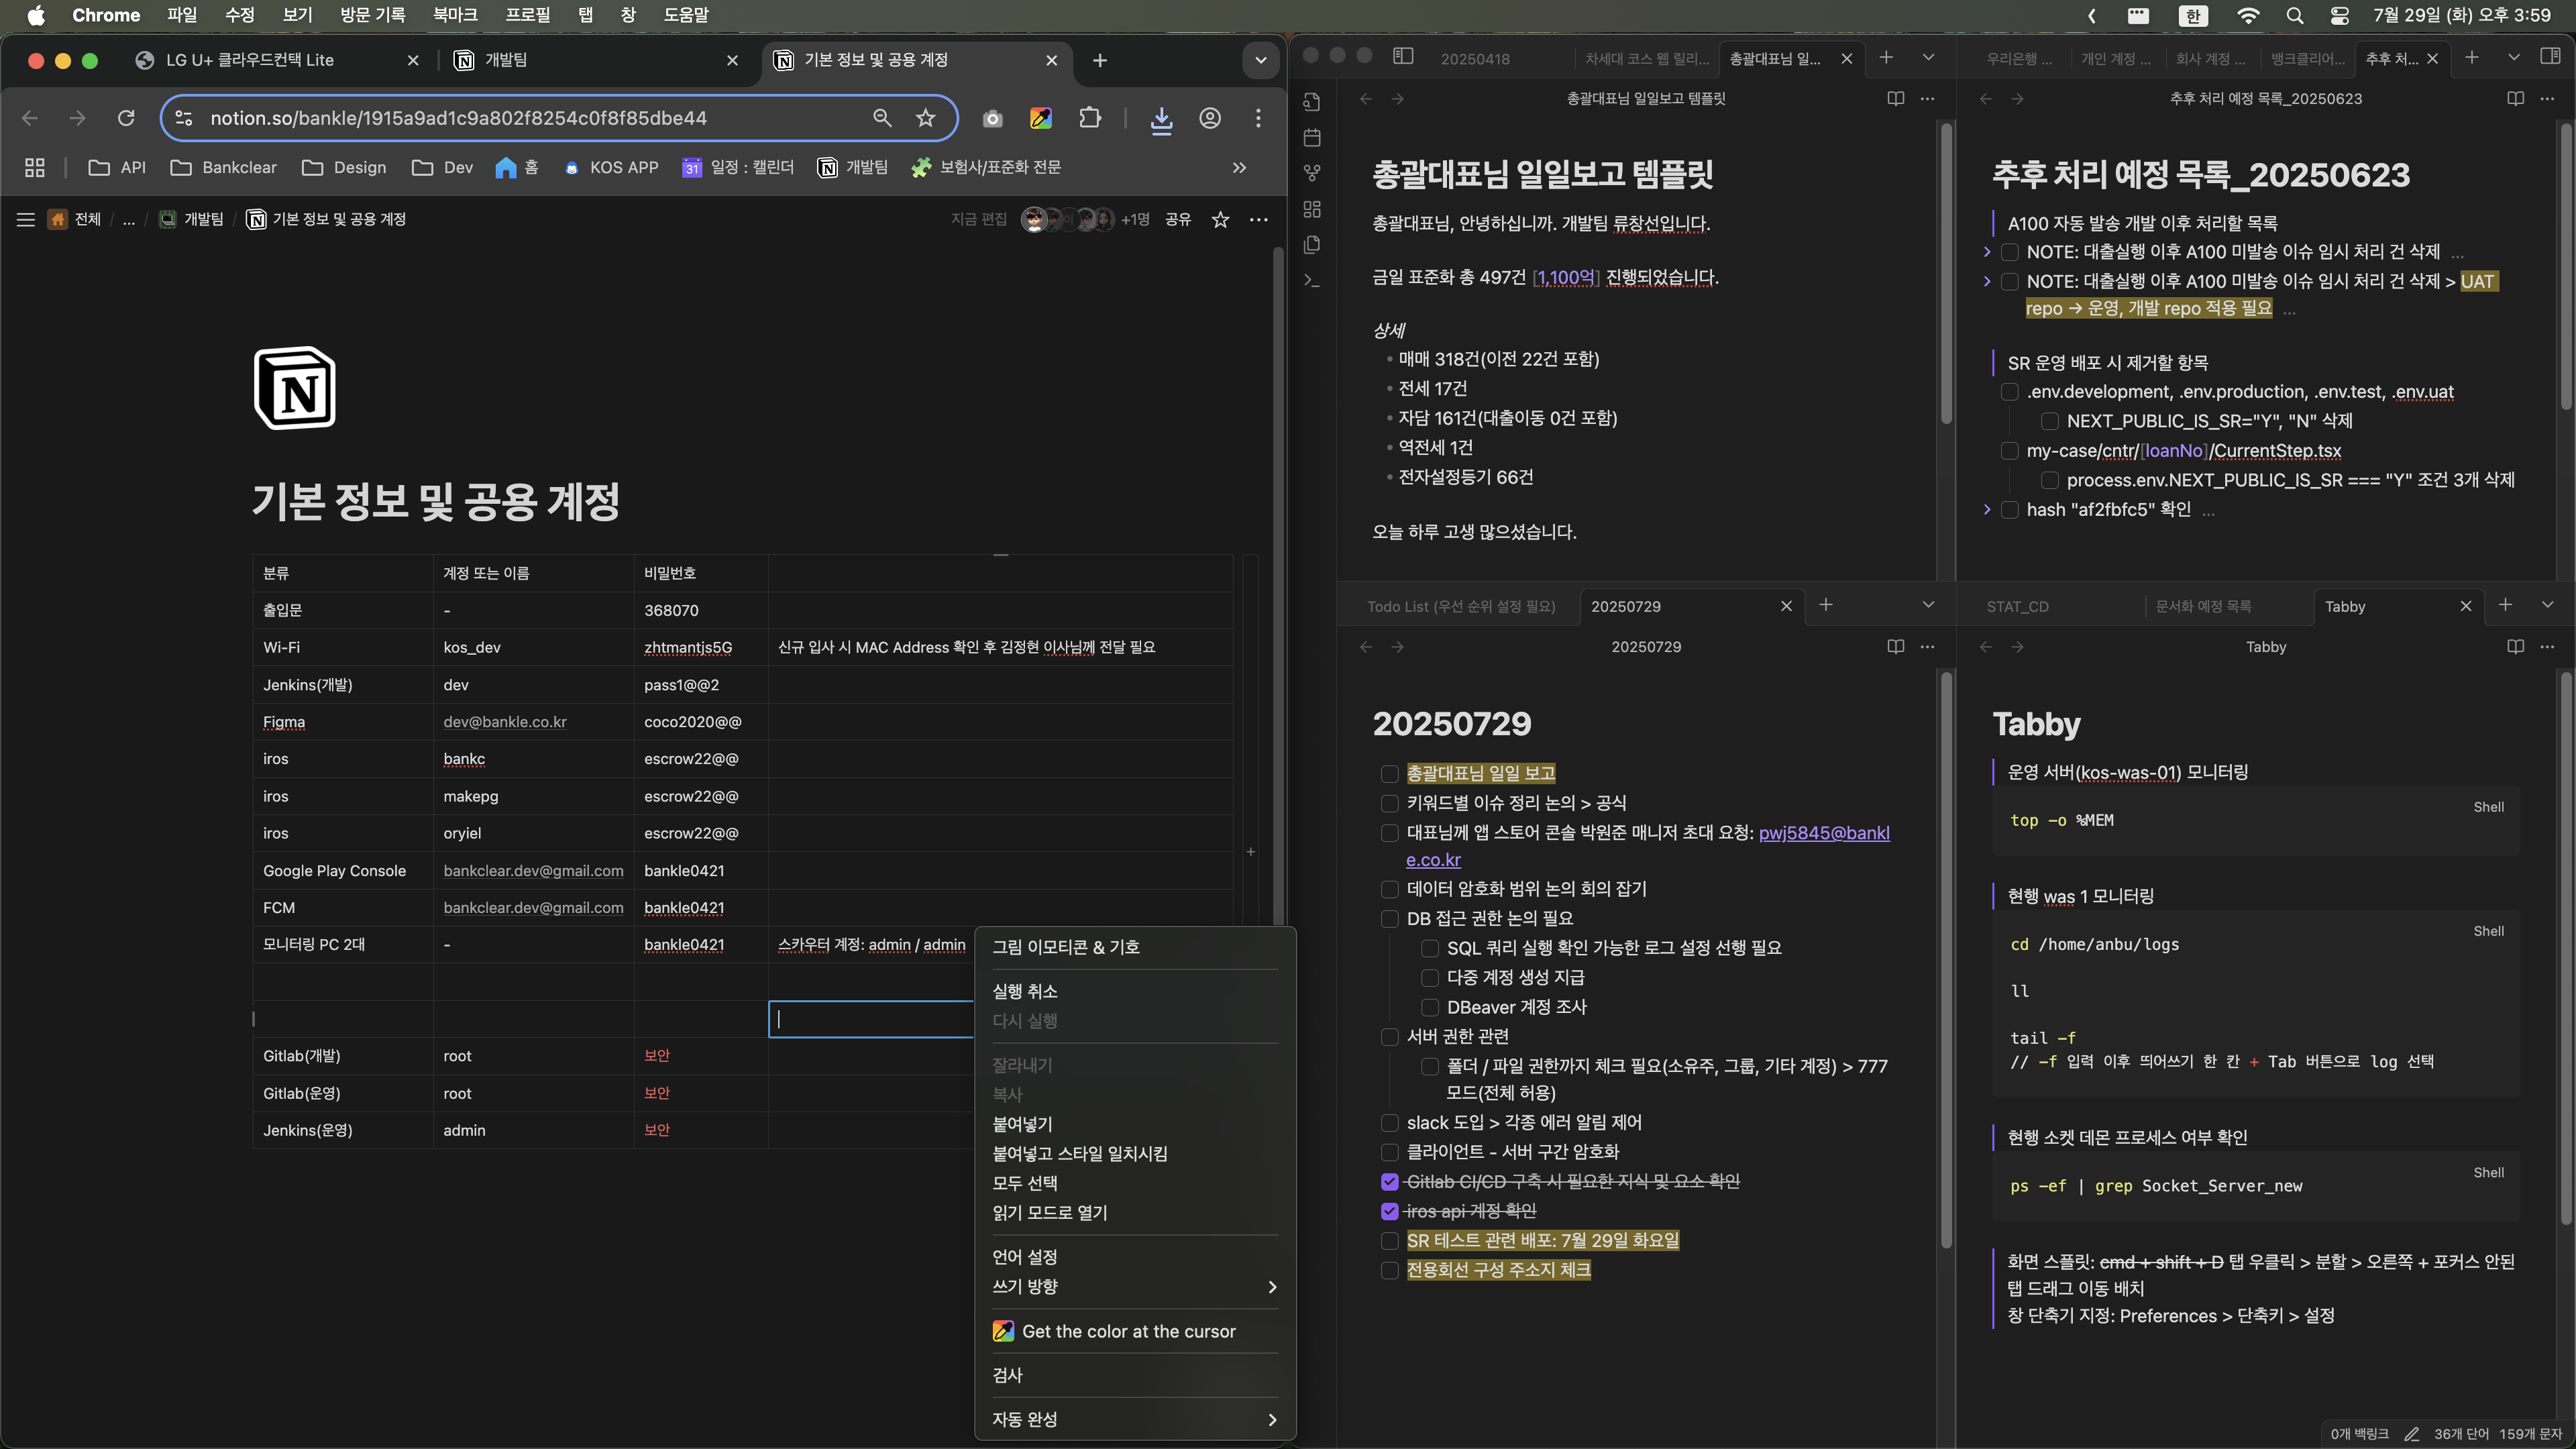 Chrome 파일 수정 보기 방문 기록 북마크 프로필 탭 창 도움말
한 7월 29일 (화) 오후 3:59
LG U+ 클라우드컨택 Lite
개발팀
기본 정보 및 공용 계정
notion.so/bankle/1915a9ad1c9a802f8254c0f8f85dbe44
API Bankclear Design Dev 홈 KOS APP 31 일정 : 캘린더 개발팀 보험사/표준화 전문
전체 / ... / 개발팀 / 기본 정보 및 공용 계정
지금 편집 이 +1명 공유
기본 정보 및 공용 계정
분류 계정 또는 이름 비밀번호
출입문 - 368070
Wi-Fi kos_dev zhtmantjs5G 신규 입사 시 MAC Address 확인 후 김정현 이사님께 전달 필요
Jenkins(개발) dev pass1@@2
Figma dev@bankle.co.kr coco2020@@
iros bankc escrow22@@
iros makepg escrow22@@
iros oryiel escrow22@@
Google Play Console bankclear.dev@gmail.com bankle0421
FCM bankclear.dev@gmail.com bankle0421
모니터링 PC 2대 - bankle0421 스카우터 계정: admin / admin
Gitlab(개발) root 보안
Gitlab(운영) root 보안
Jenkins(운영) admin 보안
그림 이모티콘 & 기호
실행 취소
다시 실행
잘라내기
복사
붙여넣기
붙여넣고 스타일 일치시킴
모두 선택
읽기 모드로 열기
언어 설정
쓰기 방향
Get the color at the cursor
검사
자동 완성
20250418
차세대 코스 웹 릴리...
총괄대표님 일...
총괄대표님 일일보고 템플릿
총괄대표님 일일보고 템플릿
총괄대표님, 안녕하십니까. 개발팀 류창선입니다.
금일 표준화 총 497건 [1,100억] 진행되었습니다.
상세
매매 318건(이전 22건 포함)
전세 17건
자담 161건(대출이동 0건 포함)
역전세 1건
전자설정등기 66건
오늘 하루 고생 많으셨습니다.
우리은행 ...
개인 계정 ...
회사 계정 ...
뱅크클리어...
추후 처...
추후 처리 예정 목록_20250623
추후 처리 예정 목록_20250623
A100 자동 발송 개발 이후 처리할 목록
NOTE: 대출실행 이후 A100 미발송 이슈 임시 처리 건 삭제 ...
NOTE: 대출실행 이후 A100 미발송 이슈 임시 처리 건 삭제 > UAT
repo → 운영, 개발 repo 적용 필요 ...
SR 운영 배포 시 제거할 항목
.env.development, .env.production, .env.test, .env.uat
NEXT_PUBLIC_IS_SR="Y", "N" 삭제
my-case/cntr/[loanNo]/CurrentStep.tsx
process.env.NEXT_PUBLIC_IS_SR === "Y" 조건 3개 삭제
hash "af2fbfc5" 확인 ...
Todo List (우선 순위 설정 필요)
20250729
20250729
20250729
총괄대표님 일일 보고
키워드별 이슈 정리 논의 > 공식
대표님께 앱 스토어 콘솔 박원준 매니저 초대 요청: pwj5845@bankl
e.co.kr
데이터 암호화 범위 논의 회의 잡기
DB 접근 권한 논의 필요
SQL 쿼리 실행 확인 가능한 로그 설정 선행 필요
다중 계정 생성 지급
DBeaver 계정 조사
서버 권한 관련
폴더 / 파일 권한까지 체크 필요(소유주, 그룹, 기타 계정) > 777
모드(전체 허용)
slack 도입 > 각종 에러 알림 제어
클라이언트 - 서버 구간 암호화
Gitlab CI/CD 구축 시 필요한 지식 및 요소 확인
iros api 계정 확인
SR 테스트 관련 배포: 7월 29일 화요일
전용회선 구성 주소지 체크
STAT_CD
문서화 예정 목록
Tabby
Tabby
Tabby
운영 서버(kos-was-01) 모니터링
Shell
top -o %MEM
현행 was 1 모니터링
Shell
cd /home/anbu/logs
ll
tail -f
// -f 입력 이후 띄어쓰기 한 칸 + Tab 버튼으로 log 선택
현행 소켓 데몬 프로세스 여부 확인
Shell
ps -ef | grep Socket_Server_new
화면 스플릿: cmd + shift + D 탭 우클릭 > 분할 > 오른쪽 + 포커스 안된
탭 드래그 이동 배치
창 단축기 지정: Preferences > 단축키 > 설정
0개 백링크 36개 단어 159개 문자